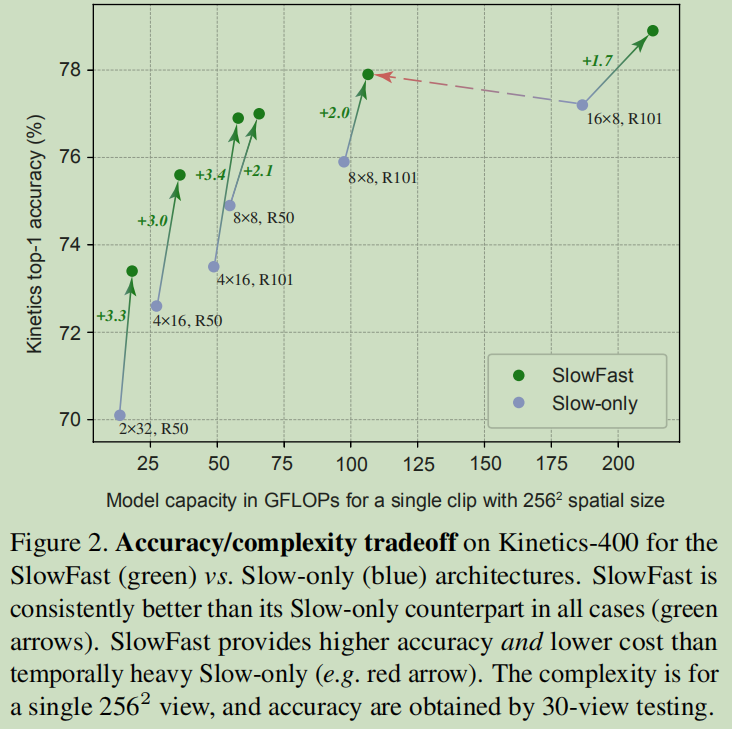 Kinetics top-1 accuracy (%)
78
76
74
72
70
+1.7
16×8, R101
+2.0
8×8, R101
+3.4
+2.1
8×8, R50
+3.0
4×16, R101
+3.3
4×16, R50
2×32, R50
SlowFast
Slow-only
25 50 75 100 125 150 175 200
Model capacity in GFLOPs for a single clip with 256² spatial size
Figure 2. Accuracy/complexity tradeoff on Kinetics-400 for the
SlowFast (green) vs. Slow-only (blue) architectures. SlowFast is
consistently better than its Slow-only counterpart in all cases (green
arrows). SlowFast provides higher accuracy and lower cost than
temporally heavy Slow-only (e.g. red arrow). The complexity is for
a single 256² view, and accuracy are obtained by 30-view testing.